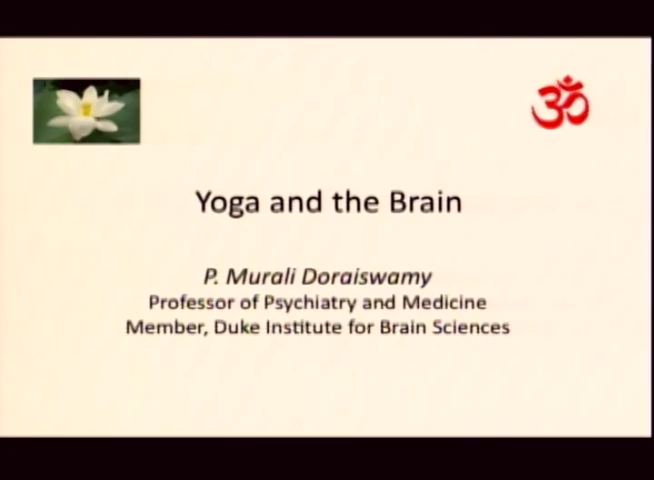 ॐ
Yoga and the Brain
P. Murali Doraiswamy
Professor of Psychiatry and Medicine
Member, Duke Institute for Brain Sciences